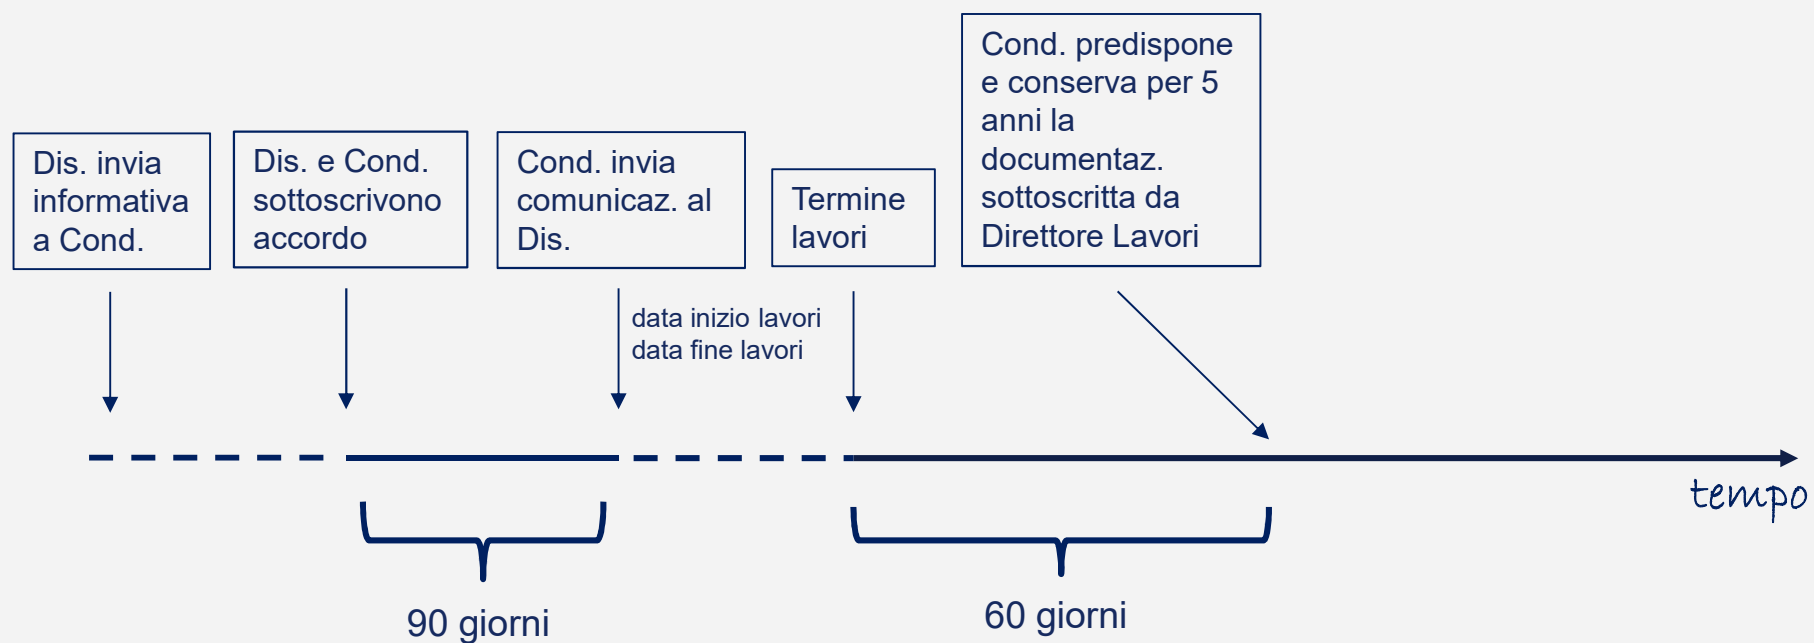 Dis. invia
informativa
a Cond.
Dis. e Cond.
sottoscrivono
accordo
Cond. invia
comunicaz. al
Dis.
Termine
lavori
Cond. predispone
e conserva per 5
anni la
documentaz.
sottoscritta da
Direttore Lavori
data inizio lavori
data fine lavori
tempo
90 giorni
60 giorni